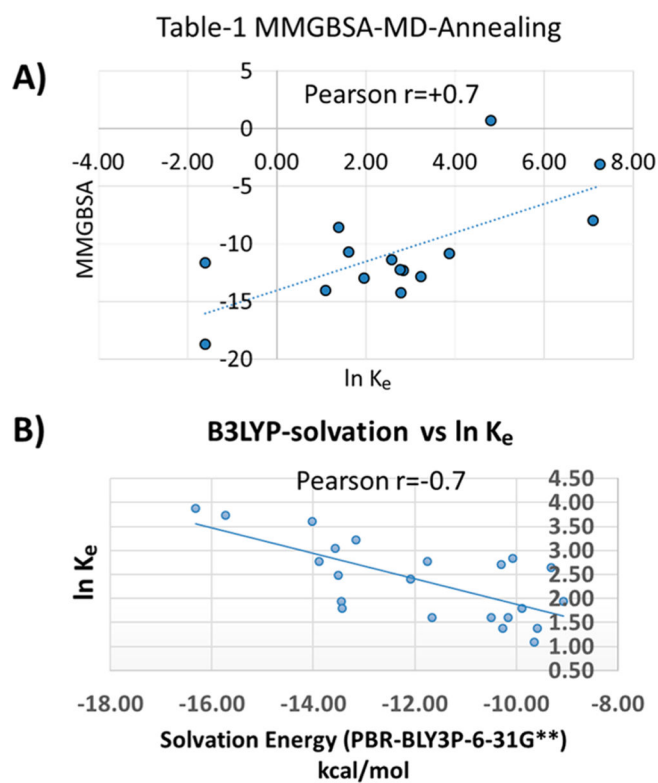 Table-1 MMGBSA-MD-Annealing
A)
Pearson r=+0.7
5
0
-4.00 -2.00 0.00 2.00 4.00 6.00 8.00
-5
-10
-15
-20
MMGBSA
ln Ke
B)
B3LYP-solvation vs ln Ke
Pearson r=-0.7
4.50
4.00
3.50
3.00
2.50
2.00
1.50
1.00
0.50
ln Ke
-18.00 -16.00 -14.00 -12.00 -10.00 -8.00
Solvation Energy (PBR-BLY3P-6-31G**)
kcal/mol